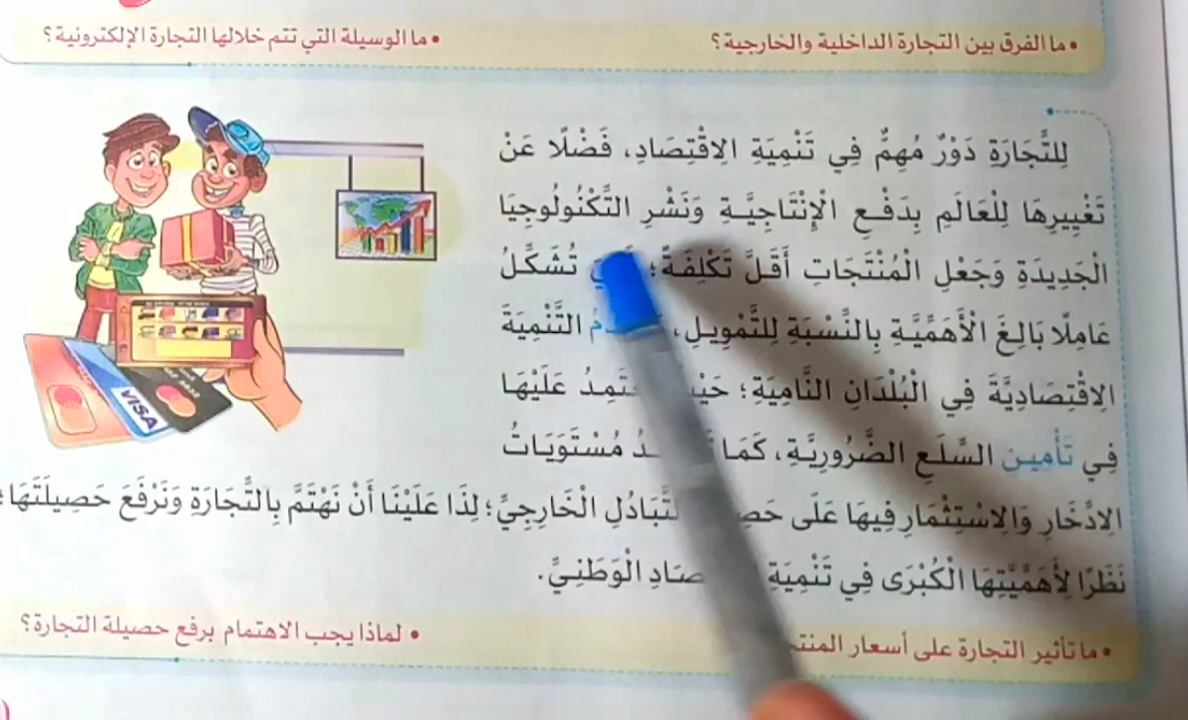 • ما الفرق بين التجارة الداخلية والخارجية؟
• ما الوسيلة التي تتم خلالها التجارة الإلكترونية؟
لِلتِّجَارَةِ دَوْرٌ مُهِمٌّ فِي تَنْمِيَةِ الِاقْتِصَادِ، فَضْلًا عَنْ
تَغْيِيرِهَا لِلْعَالَمِ بِدَفْعِ الْإِنْتَاجِيَّةِ وَنَشْرِ التِّكْنُولُوجِيَا
الْجَدِيدَةِ وَجَعْلِ الْمُنْتَجَاتِ أَقَلَّ تَكْلِفَةً؛ تُشَكِّلُ
عَامِلًا بَالِغَ الْأَهَمِّيَّةِ بِالنِّسْبَةِ لِلتَّمْوِيلِ، التَّنْمِيَةَ
الِاقْتِصَادِيَّةَ فِي الْبُلْدَانِ النَّامِيَةِ؛ عَلَيْهَا
فِي تَأْمِينِ السِّلَعِ الضَّرُورِيَّةِ، كَمَا مُسْتَوَيَاتُ
الِادِّخَارِ وَالِاسْتِثْمَارِ فِيهَا عَلَى الْخَارِجِيِّ؛ لِذَا عَلَيْنَا أَنْ نَهْتَمَّ بِالتِّجَارَةِ وَنَرْفَعَ حَصِيلَتَهَا؛
نَظَرًا لِأَهَمِّيَّتِهَا الْكُبْرَى فِي تَنْمِيَةِ الْوَطَنِيِّ.
• ما تأثير التجارة على أسعار
• لماذا يجب الاهتمام برفع حصيلة التجارة؟
VISA